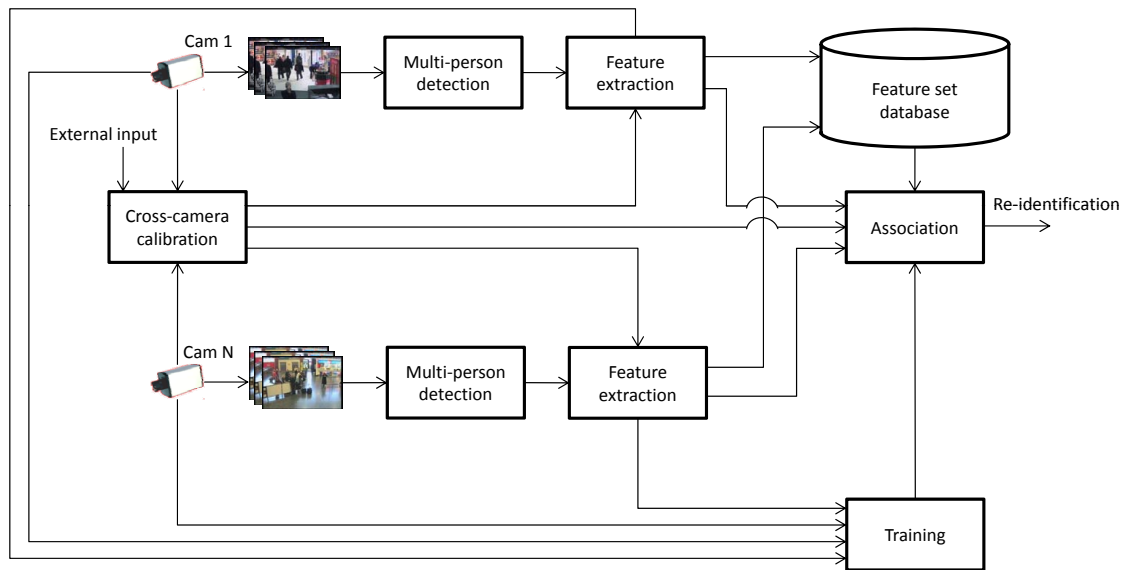 Cam 1
Multi-person
detection
Feature
extraction
Feature set
database
External input
Cross-camera
calibration
Association
Re-identification
Cam N
Multi-person
detection
Feature
extraction
Training